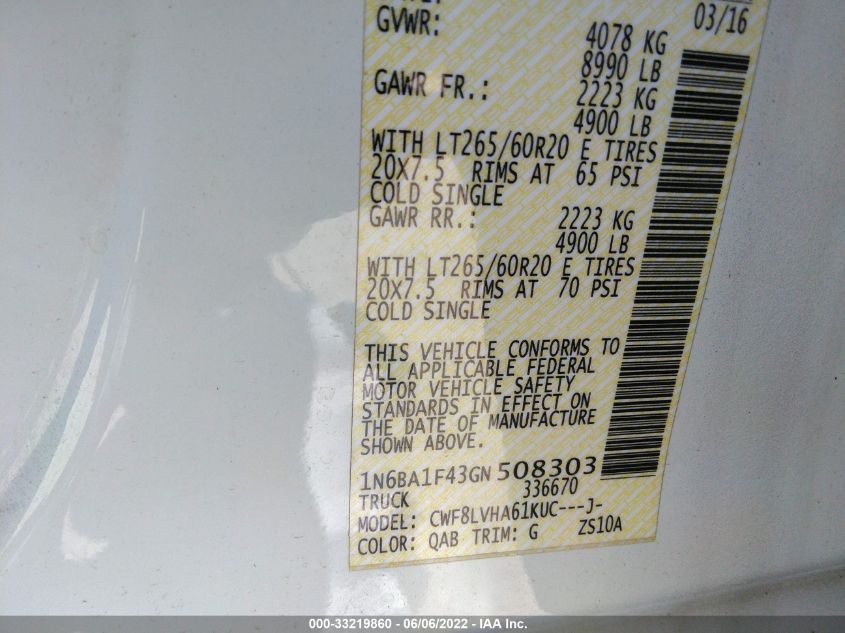 03/16
GVWR: 4078 KG
8990 LB
GAWR FR.: 2223 KG
4900 LB
WITH LT265/60R20 E TIRES
20X7.5 RIMS AT 65 PSI
COLD SINGLE
GAWR RR.: 2223 KG
4900 LB
WITH LT265/60R20 E TIRES
20X7.5 RIMS AT 70 PSI
COLD SINGLE
THIS VEHICLE CONFORMS TO
ALL APPLICABLE FEDERAL
MOTOR VEHICLE SAFETY
STANDARDS IN EFFECT ON
THE DATE OF MANUFACTURE
SHOWN ABOVE.
1N6BA1F43GN508303
TRUCK 336670
MODEL: CWF8LVHA61KUC---J-
COLOR: QAB TRIM: G ZS10A
000-33219860 - 06/06/2022 - IAA Inc.